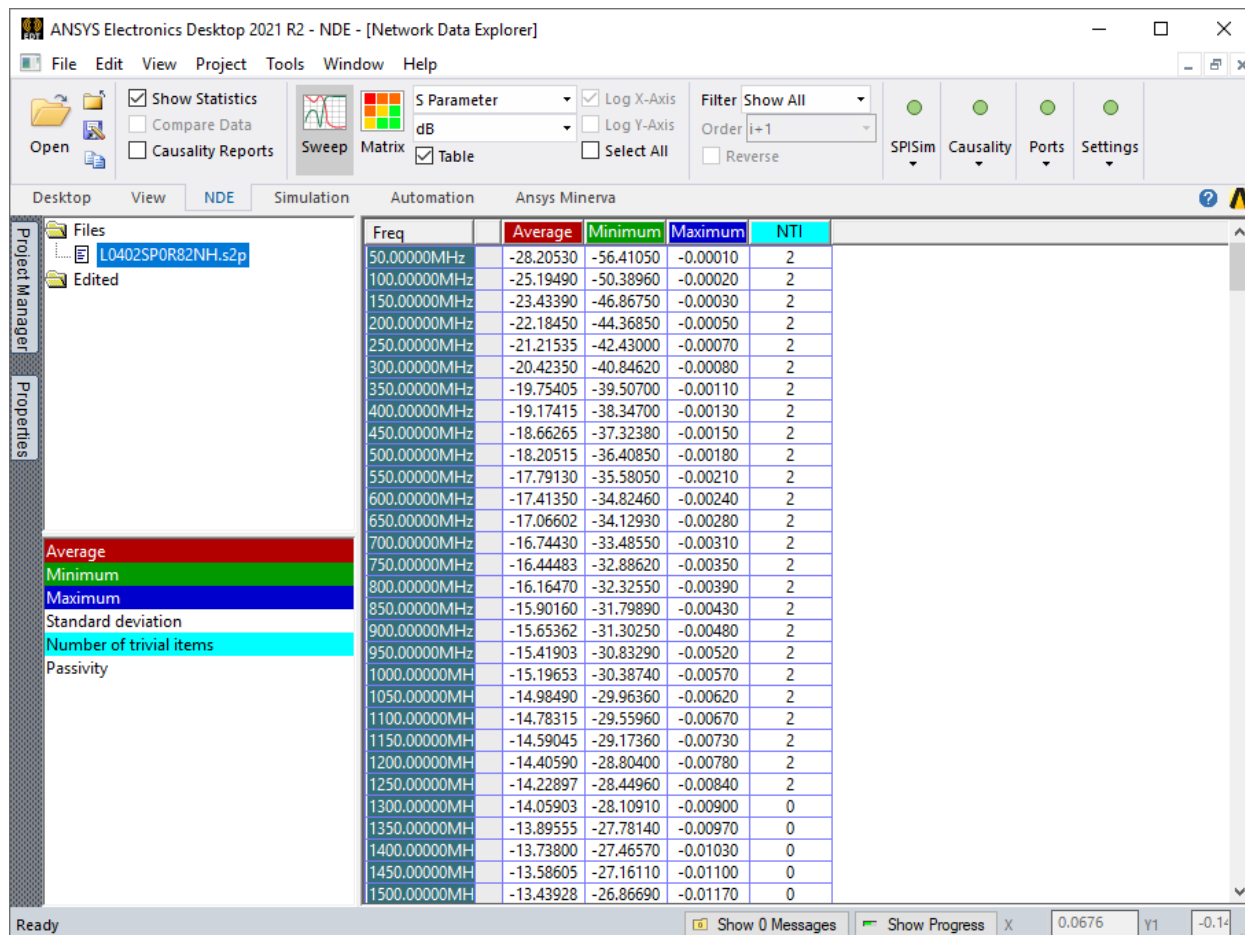 ANSYS Electronics Desktop 2021 R2 - NDE - [Network Data Explorer]
File Edit View Project Tools Window Help
Open
Show Statistics
Compare Data
Causality Reports
Sweep
Matrix
S Parameter
dB
Table
Log X-Axis
Log Y-Axis
Select All
Filter Show All
Order i+1
Reverse
SPISim
Causality
Ports
Settings
Desktop View NDE Simulation Automation Ansys Minerva
Project Manager
Properties
Files
L0402SP0R82NH.s2p
Edited
Average
Minimum
Maximum
Standard deviation
Number of trivial items
Passivity
Freq Average Minimum Maximum NTI
50.00000MHz -28.20530 -56.41050 -0.00010 2
100.00000MHz -25.19490 -50.38960 -0.00020 2
150.00000MHz -23.43390 -46.86750 -0.00030 2
200.00000MHz -22.18450 -44.36850 -0.00050 2
250.00000MHz -21.21535 -42.43000 -0.00070 2
300.00000MHz -20.42350 -40.84620 -0.00080 2
350.00000MHz -19.75405 -39.50700 -0.00110 2
400.00000MHz -19.17415 -38.34700 -0.00130 2
450.00000MHz -18.66265 -37.32380 -0.00150 2
500.00000MHz -18.20515 -36.40850 -0.00180 2
550.00000MHz -17.79130 -35.58050 -0.00210 2
600.00000MHz -17.41350 -34.82460 -0.00240 2
650.00000MHz -17.06602 -34.12930 -0.00280 2
700.00000MHz -16.74430 -33.48550 -0.00310 2
750.00000MHz -16.44483 -32.88620 -0.00350 2
800.00000MHz -16.16470 -32.32550 -0.00390 2
850.00000MHz -15.90160 -31.79890 -0.00430 2
900.00000MHz -15.65362 -31.30250 -0.00480 2
950.00000MHz -15.41903 -30.83290 -0.00520 2
1000.00000MH -15.19653 -30.38740 -0.00570 2
1050.00000MH -14.98490 -29.96360 -0.00620 2
1100.00000MH -14.78315 -29.55960 -0.00670 2
1150.00000MH -14.59045 -29.17360 -0.00730 2
1200.00000MH -14.40590 -28.80400 -0.00780 2
1250.00000MH -14.22897 -28.44960 -0.00840 2
1300.00000MH -14.05903 -28.10910 -0.00900 0
1350.00000MH -13.89555 -27.78140 -0.00970 0
1400.00000MH -13.73800 -27.46570 -0.01030 0
1450.00000MH -13.58605 -27.16110 -0.01100 0
1500.00000MH -13.43928 -26.86690 -0.01170 0
Ready Show 0 Messages Show Progress X 0.0676 Y1 -0.14